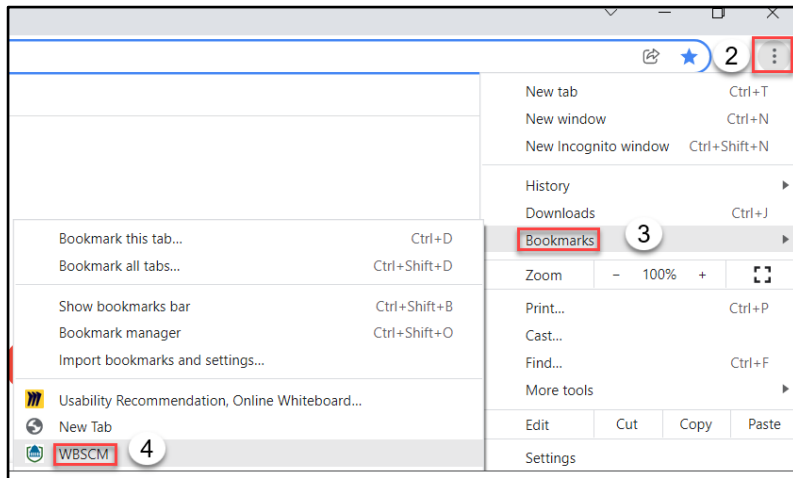 2
New tab Ctrl+T
New window Ctrl+N
New Incognito window Ctrl+Shift+N
History
Downloads Ctrl+J
Bookmarks 3
Zoom - 100% +
Print... Ctrl+P
Cast...
Find... Ctrl+F
More tools
Edit Cut Copy Paste
Settings
Bookmark this tab... Ctrl+D
Bookmark all tabs... Ctrl+Shift+D
Show bookmarks bar Ctrl+Shift+B
Bookmark manager Ctrl+Shift+O
Import bookmarks and settings...
Usability Recommendation, Online Whiteboard...
New Tab
WBSCM 4